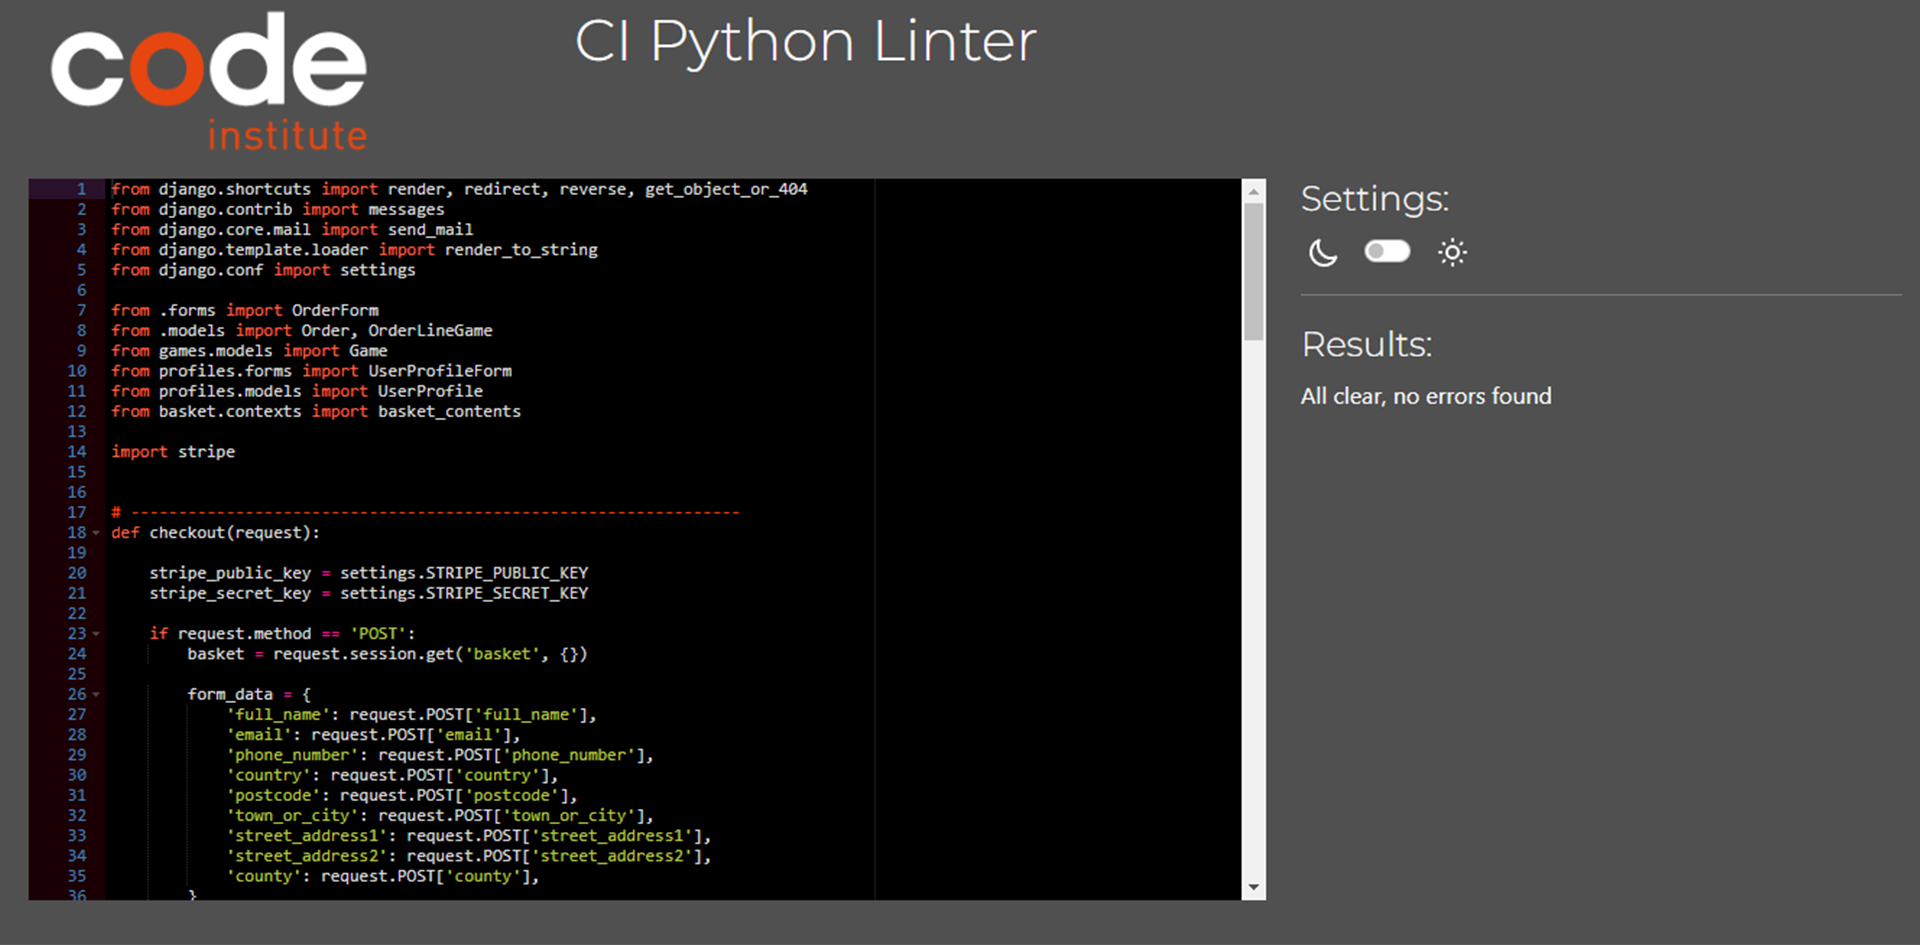 code
institute
CI Python Linter
1 from django.shortcuts import render, redirect, reverse, get_object_or_404
2 from django.contrib import messages
3 from django.core.mail import send_mail
4 from django.template.loader import render_to_string
5 from django.conf import settings
6
7 from .forms import OrderForm
8 from .models import Order, OrderLineGame
9 from games.models import Game
10 from profiles.forms import UserProfileForm
11 from profiles.models import UserProfile
12 from basket.contexts import basket_contents
13
14 import stripe
15
16
17 # ----------------------------------------------------------------
18 def checkout(request):
19
20     stripe_public_key = settings.STRIPE_PUBLIC_KEY
21     stripe_secret_key = settings.STRIPE_SECRET_KEY
22
23     if request.method == 'POST':
24         basket = request.session.get('basket', {})
25
26         form_data = {
27             'full_name': request.POST['full_name'],
28             'email': request.POST['email'],
29             'phone_number': request.POST['phone_number'],
30             'country': request.POST['country'],
31             'postcode': request.POST['postcode'],
32             'town_or_city': request.POST['town_or_city'],
33             'street_address1': request.POST['street_address1'],
34             'street_address2': request.POST['street_address2'],
35             'county': request.POST['county'],
36         }
Settings:
Results:
All clear, no errors found